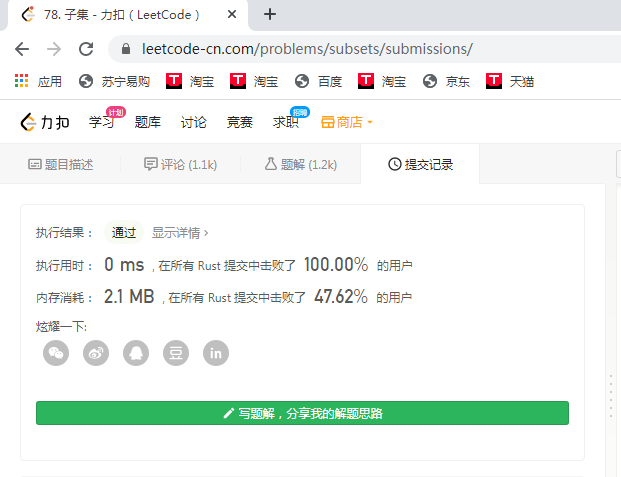 78. 子集 - 力扣（LeetCode）
leetcode-cn.com/problems/subsets/submissions/
应用 苏宁易购 淘宝 淘宝 百度 淘宝 京东 天猫
力扣 学习 计划 题库 讨论 竞赛 求职 招聘 商店
题目描述 评论 (1.1k) 题解 (1.2k) 提交记录
执行结果： 通过 显示详情 ›
执行用时： 0 ms , 在所有 Rust 提交中击败了 100.00% 的用户
内存消耗： 2.1 MB , 在所有 Rust 提交中击败了 47.62% 的用户
炫耀一下:
豆 in
写题解，分享我的解题思路